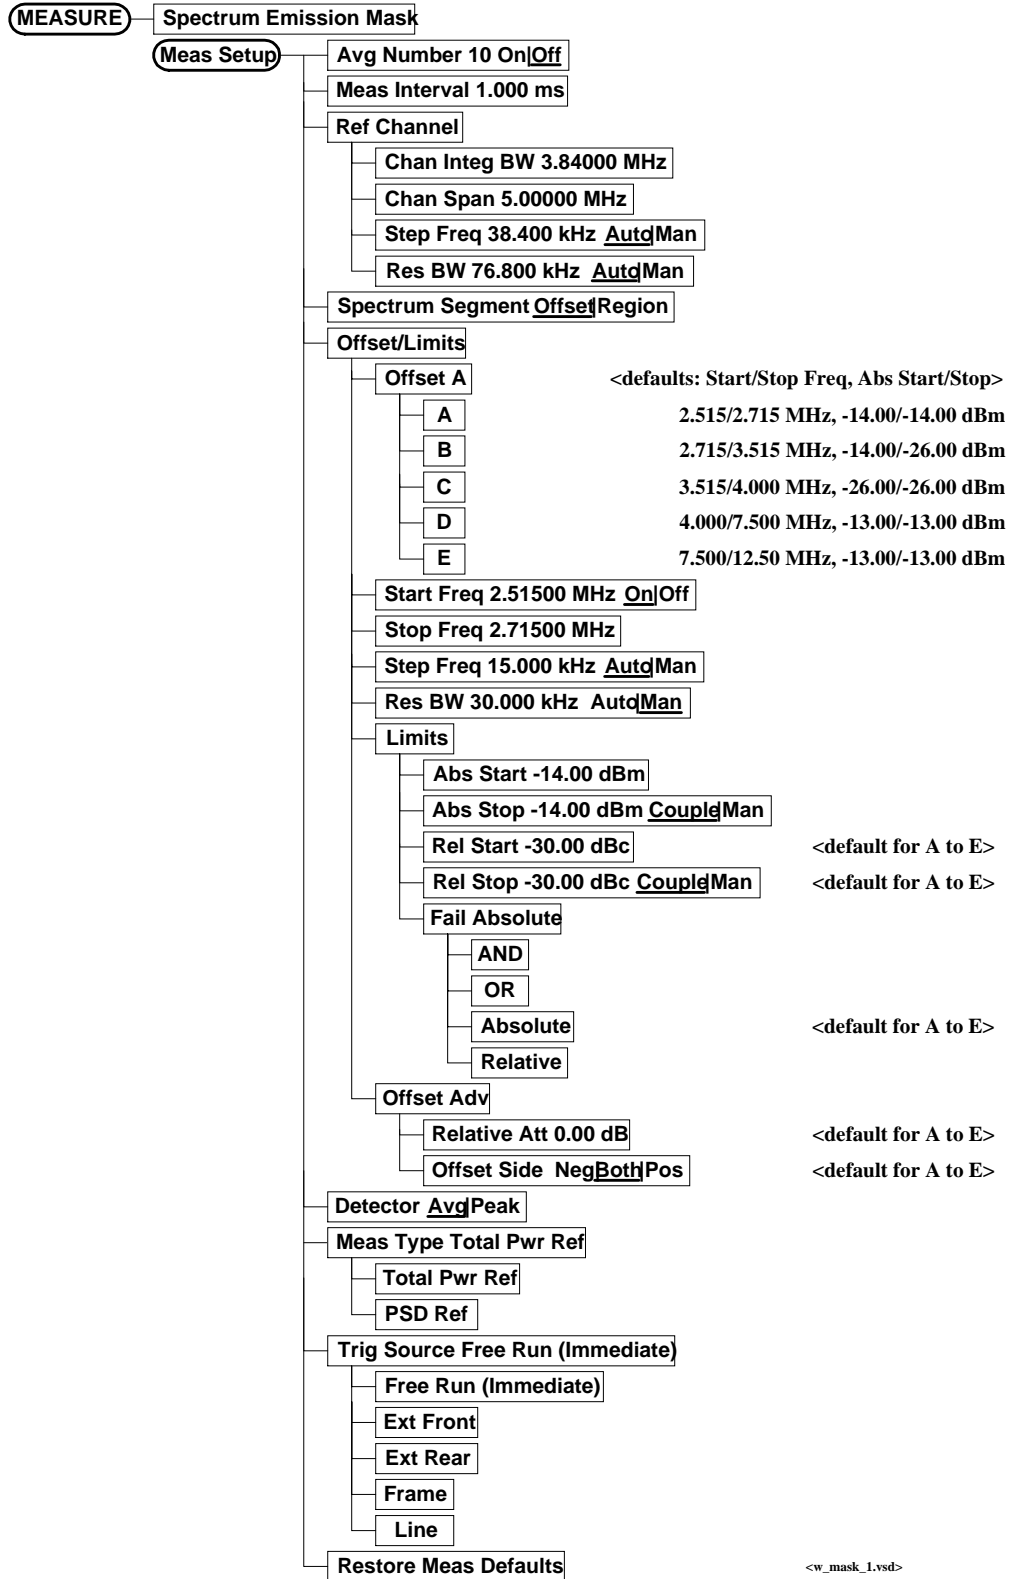 MEASURE Spectrum Emission Mask
Meas Setup Avg Number 10 On|Off
Meas Interval 1.000 ms
Ref Channel
Chan Integ BW 3.84000 MHz
Chan Span 5.00000 MHz
Step Freq 38.400 kHz Auto|Man
Res BW 76.800 kHz Auto|Man
Spectrum Segment Offset|Region
Offset/Limits
Offset A <defaults: Start/Stop Freq, Abs Start/Stop>
A 2.515/2.715 MHz, -14.00/-14.00 dBm
B 2.715/3.515 MHz, -14.00/-26.00 dBm
C 3.515/4.000 MHz, -26.00/-26.00 dBm
D 4.000/7.500 MHz, -13.00/-13.00 dBm
E 7.500/12.50 MHz, -13.00/-13.00 dBm
Start Freq 2.51500 MHz On|Off
Stop Freq 2.71500 MHz
Step Freq 15.000 kHz Auto|Man
Res BW 30.000 kHz Auto|Man
Limits
Abs Start -14.00 dBm
Abs Stop -14.00 dBm Couple|Man
Rel Start -30.00 dBc <default for A to E>
Rel Stop -30.00 dBc Couple|Man <default for A to E>
Fail Absolute
AND
OR
Absolute <default for A to E>
Relative
Offset Adv
Relative Att 0.00 dB <default for A to E>
Offset Side Neg|Both|Pos <default for A to E>
Detector Avg|Peak
Meas Type Total Pwr Ref
Total Pwr Ref
PSD Ref
Trig Source Free Run (Immediate)
Free Run (Immediate)
Ext Front
Ext Rear
Frame
Line
Restore Meas Defaults <w_mask_1.vsd>